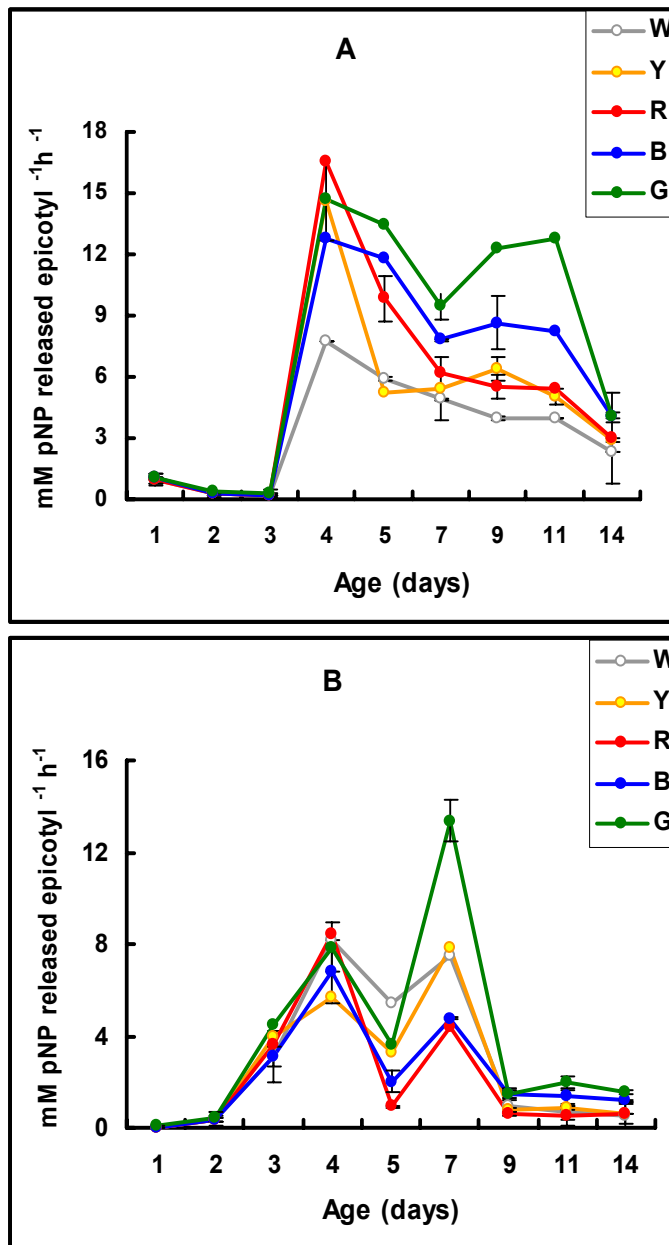 A
W
Y
R
B
G
mM pNP released epicotyl -1h -1
18
15
12
9
6
3
0
1 2 3 4 5 7 9 11 14
Age (days)
B
W
Y
R
B
G
mM pNP released epicotyl -1 h-1
16
12
8
4
0
1 2 3 4 5 7 9 11 14
Age (days)